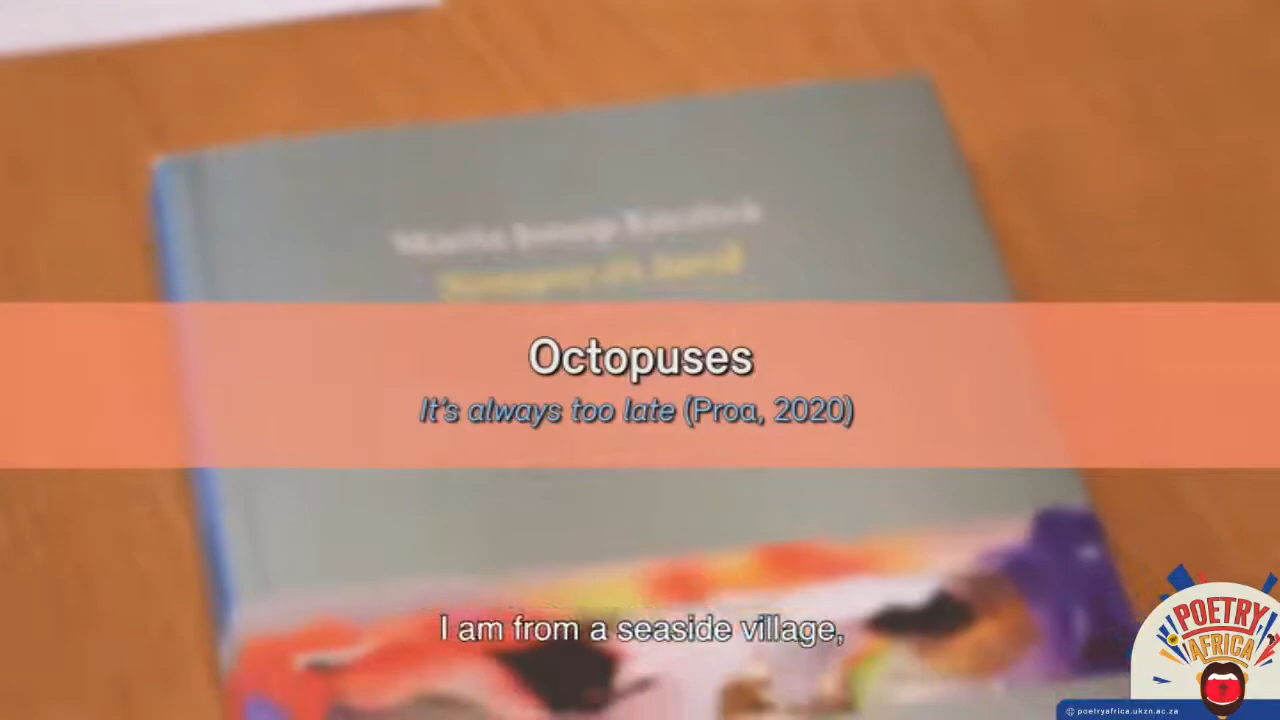 Octopuses
It's always too late (Proa, 2020)
I am from a seaside village,
POETRY
AFRICA
poetryafrica.ukzn.ac.za